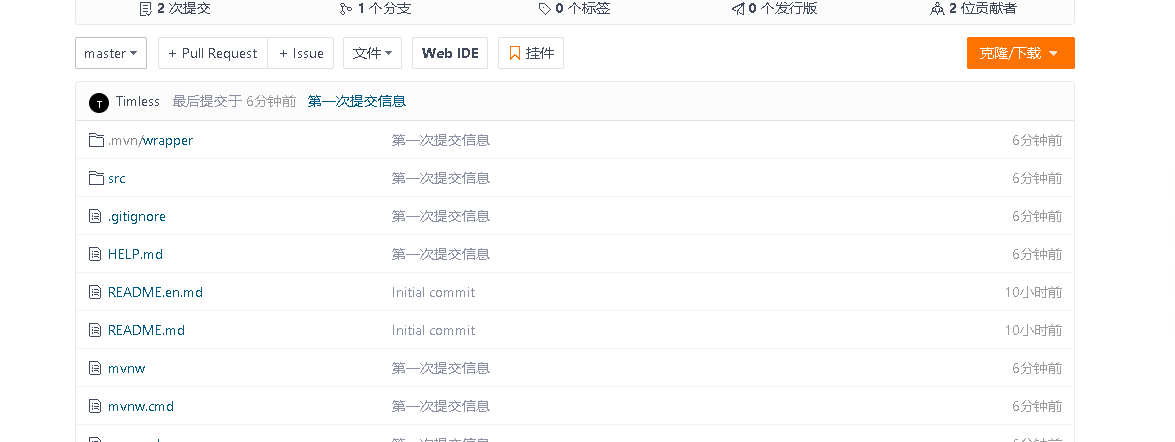 2 次提交 1 个分支 0 个标签 0 个发行版 2 位贡献者
master + Pull Request + Issue 文件 Web IDE 挂件 克隆/下载
T Timless 最后提交于 6分钟前 第一次提交信息
.mvn/wrapper 第一次提交信息 6分钟前
src 第一次提交信息 6分钟前
.gitignore 第一次提交信息 6分钟前
HELP.md 第一次提交信息 6分钟前
README.en.md Initial commit 10小时前
README.md Initial commit 10小时前
mvnw 第一次提交信息 6分钟前
mvnw.cmd 第一次提交信息 6分钟前